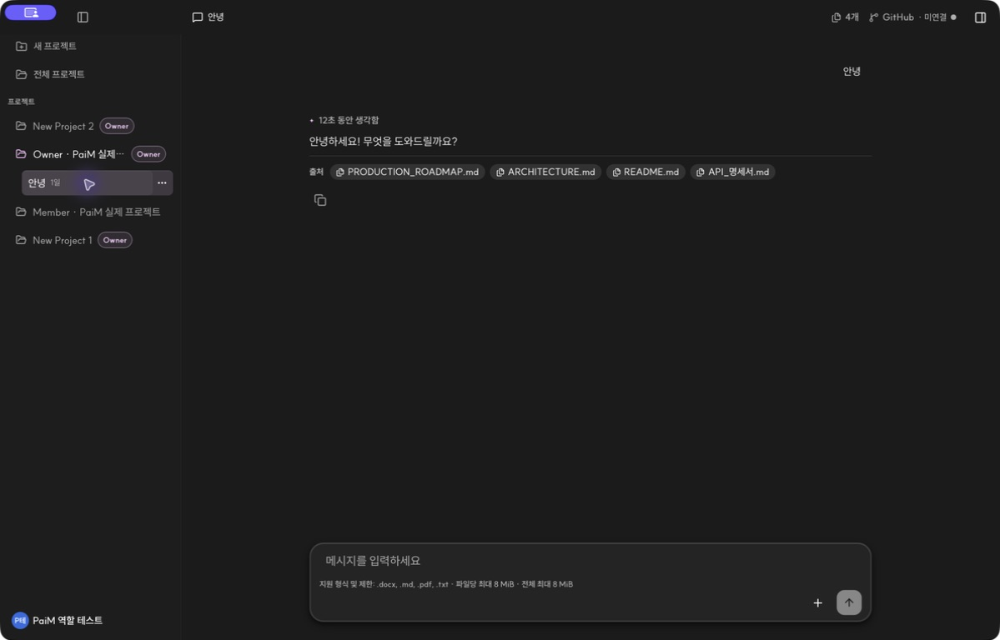 안녕
4개 GitHub · 미연결
새 프로젝트
전체 프로젝트
프로젝트
New Project 2 Owner
Owner · PaiM 실제… Owner
안녕 1일
Member · PaiM 실제 프로젝트
New Project 1 Owner
PaiM 역할 테스트
안녕
12초 동안 생각함
안녕하세요! 무엇을 도와드릴까요?
출처 PRODUCTION_ROADMAP.md ARCHITECTURE.md README.md API_명세서.md
메시지를 입력하세요
지원 형식 및 제한: .docx, .md, .pdf, .txt · 파일당 최대 8 MiB · 전체 최대 8 MiB